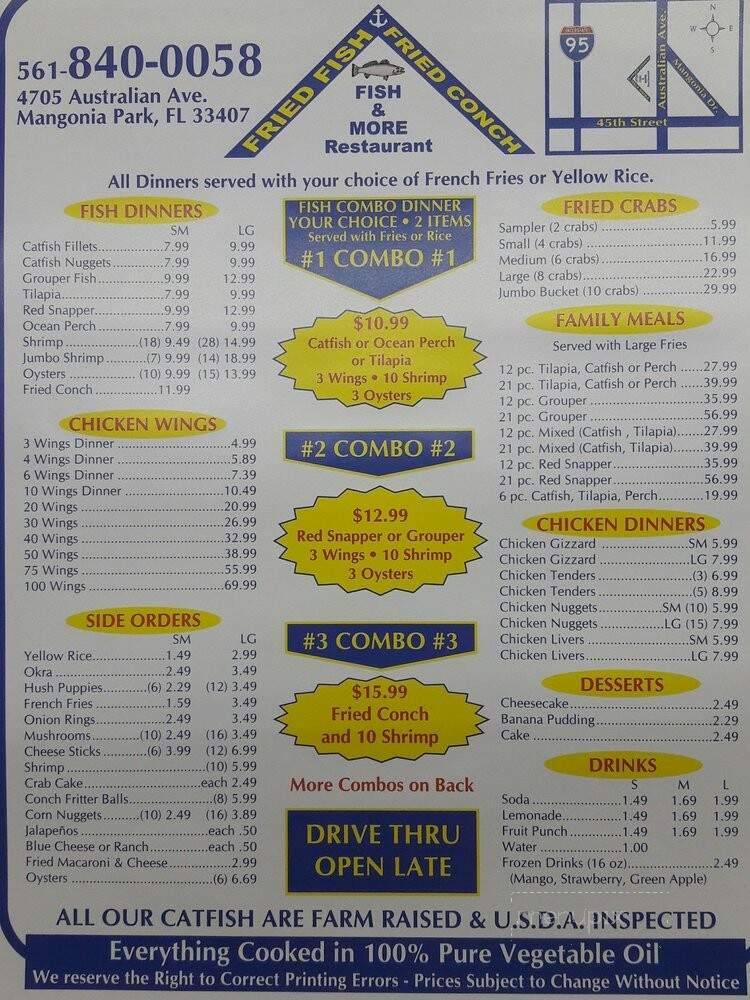 561-840-0058
4705 Australian Ave.
Mangonia Park, FL 33407
FRIED FISH
FRIED CONCH
FISH
&
MORE
Restaurant
95
Australian Ave.
Mangonia Dr.
45th Street
N
W
E
S
All Dinners served with your choice of French Fries or Yellow Rice.
FISH DINNERS
SM LG
Catfish Fillets..............7.99 9.99
Catfish Nuggets............7.99 9.99
Grouper Fish...............9.99 12.99
Tilapia.......................7.99 9.99
Red Snapper...............9.99 12.99
Ocean Perch ...............7.99 9.99
Shrimp ..................(18) 9.49 (28) 14.99
Jumbo Shrimp ..........(7) 9.99 (14) 18.99
Oysters .................(10) 9.99 (15) 13.99
Fried Conch ................11.99
CHICKEN WINGS
3 Wings Dinner ..........................4.99
4 Wings Dinner ..........................5.89
6 Wings Dinner ..........................7.39
10 Wings Dinner ........................10.49
20 Wings ..................................20.99
30 Wings ..................................26.99
40 Wings ..................................32.99
50 Wings ..................................38.99
75 Wings ..................................55.99
100 Wings ................................69.99
SIDE ORDERS
SM LG
Yellow Rice..................1.49 2.99
Okra ..........................2.49 3.49
Hush Puppies...........(6) 2.29 (12) 3.49
French Fries .................1.59 3.49
Onion Rings.................2.49 3.49
Mushrooms............(10) 2.49 (16) 3.49
Cheese Sticks ..........(6) 3.99 (12) 6.99
Shrimp ................................(10) 5.99
Crab Cake............................each 2.49
Conch Fritter Balls..................(8) 5.99
Corn Nuggets..........(10) 2.49 (16) 3.89
Jalapeños ............................each .50
Blue Cheese or Ranch..............each .50
Fried Macaroni & Cheese...............2.99
Oysters ................................(6) 6.69
FISH COMBO DINNER
YOUR CHOICE • 2 ITEMS
Served with Fries or Rice
#1 COMBO #1
$10.99
Catfish or Ocean Perch
or Tilapia
3 Wings • 10 Shrimp
3 Oysters
#2 COMBO #2
$12.99
Red Snapper or Grouper
3 Wings • 10 Shrimp
3 Oysters
#3 COMBO #3
$15.99
Fried Conch
and 10 Shrimp
More Combos on Back
DRIVE THRU
OPEN LATE
FRIED CRABS
Sampler (2 crabs) ........................5.99
Small (4 crabs) ..........................11.99
Medium (6 crabs)........................16.99
Large (8 crabs)...........................22.99
Jumbo Bucket (10 crabs) .............29.99
FAMILY MEALS
Served with Large Fries
12 pc. Tilapia, Catfish or Perch ......27.99
21 pc. Tilapia, Catfish or Perch ......39.99
12 pc. Grouper ..........................35.99
21 pc. Grouper ..........................56.99
12 pc. Mixed (Catfish , Tilapia).......27.99
21 pc. Mixed (Catfish, Tilapia)........39.99
12 pc. Red Snapper.....................35.99
21 pc. Red Snapper.....................56.99
6 pc. Catfish, Tilapia, Perch...........19.99
CHICKEN DINNERS
Chicken Gizzard ....................SM 5.99
Chicken Gizzard ....................LG 7.99
Chicken Tenders ......................(3) 6.99
Chicken Tenders ......................(5) 8.99
Chicken Nuggets..............SM (10) 5.99
Chicken Nuggets ..............LG (15) 7.99
Chicken Livers .......................SM 5.99
Chicken Livers........................LG 7.99
DESSERTS
Cheesecake................................2.49
Banana Pudding..........................2.29
Cake ........................................2.49
DRINKS
S M L
Soda ......................1.49 1.69 1.99
Lemonade................1.49 1.69 1.99
Fruit Punch...............1.49 1.69 1.99
Water .....................1.00
Frozen Drinks (16 oz)....................2.49
(Mango, Strawberry, Green Apple)
ALL OUR CATFISH ARE FARM RAISED & U.S.D.A. INSPECTED
Everything Cooked in 100% Pure Vegetable Oil
We reserve the Right to Correct Printing Errors - Prices Subject to Change Without Notice